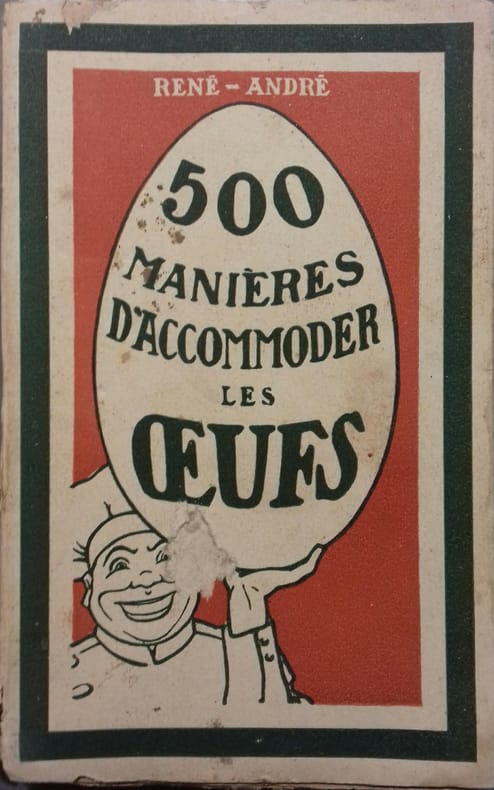 RENÉ - ANDRÉ
500
MANIÈRES
D'ACCOMMODER
LES
ŒUFS